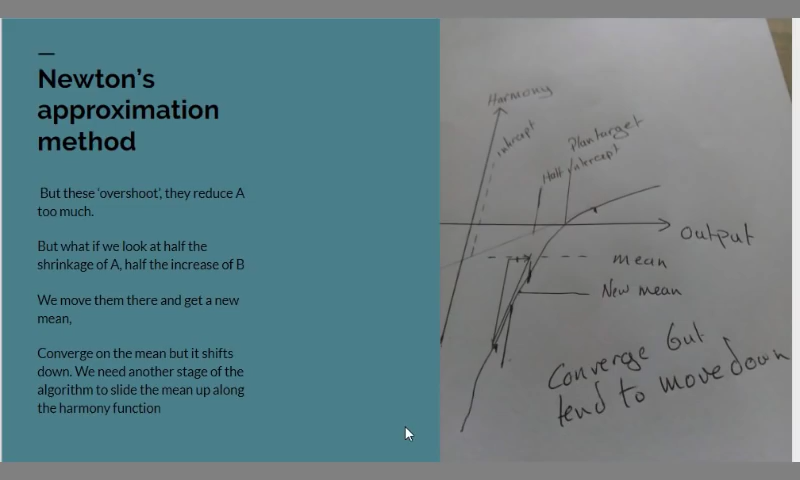 Newton's
approximation
method
But these 'overshoot', they reduce A
too much.
But what if we look at half the
shrinkage of A, half the increase of B
We move them there and get a new
mean,
Converge on the mean but it shifts
down. We need another stage of the
algorithm to slide the mean up along
the harmony function
Harmony
intercept
Plan target
Half intercept
Output
mean
New mean
Converge but
tend to move down